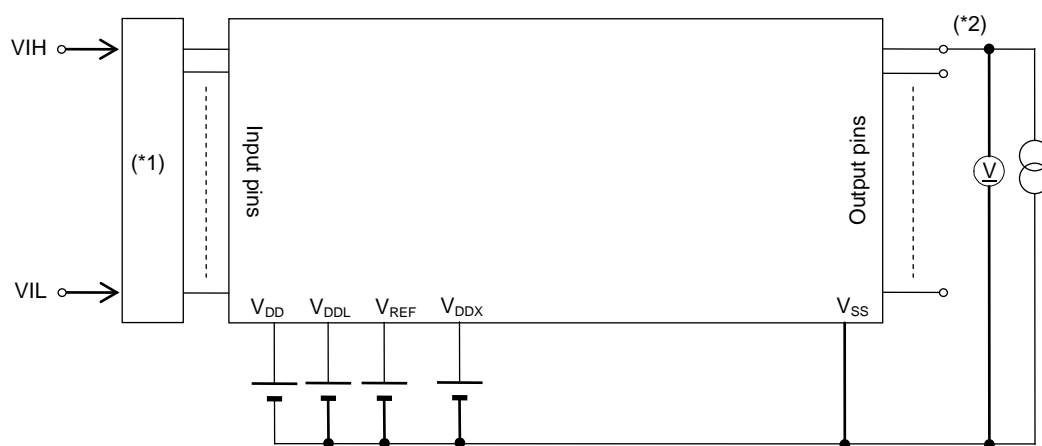 (*2)
VIH
(*1)
Input pins
Output pins
V
VIL
VDD VDDL VREF VDDX VSS